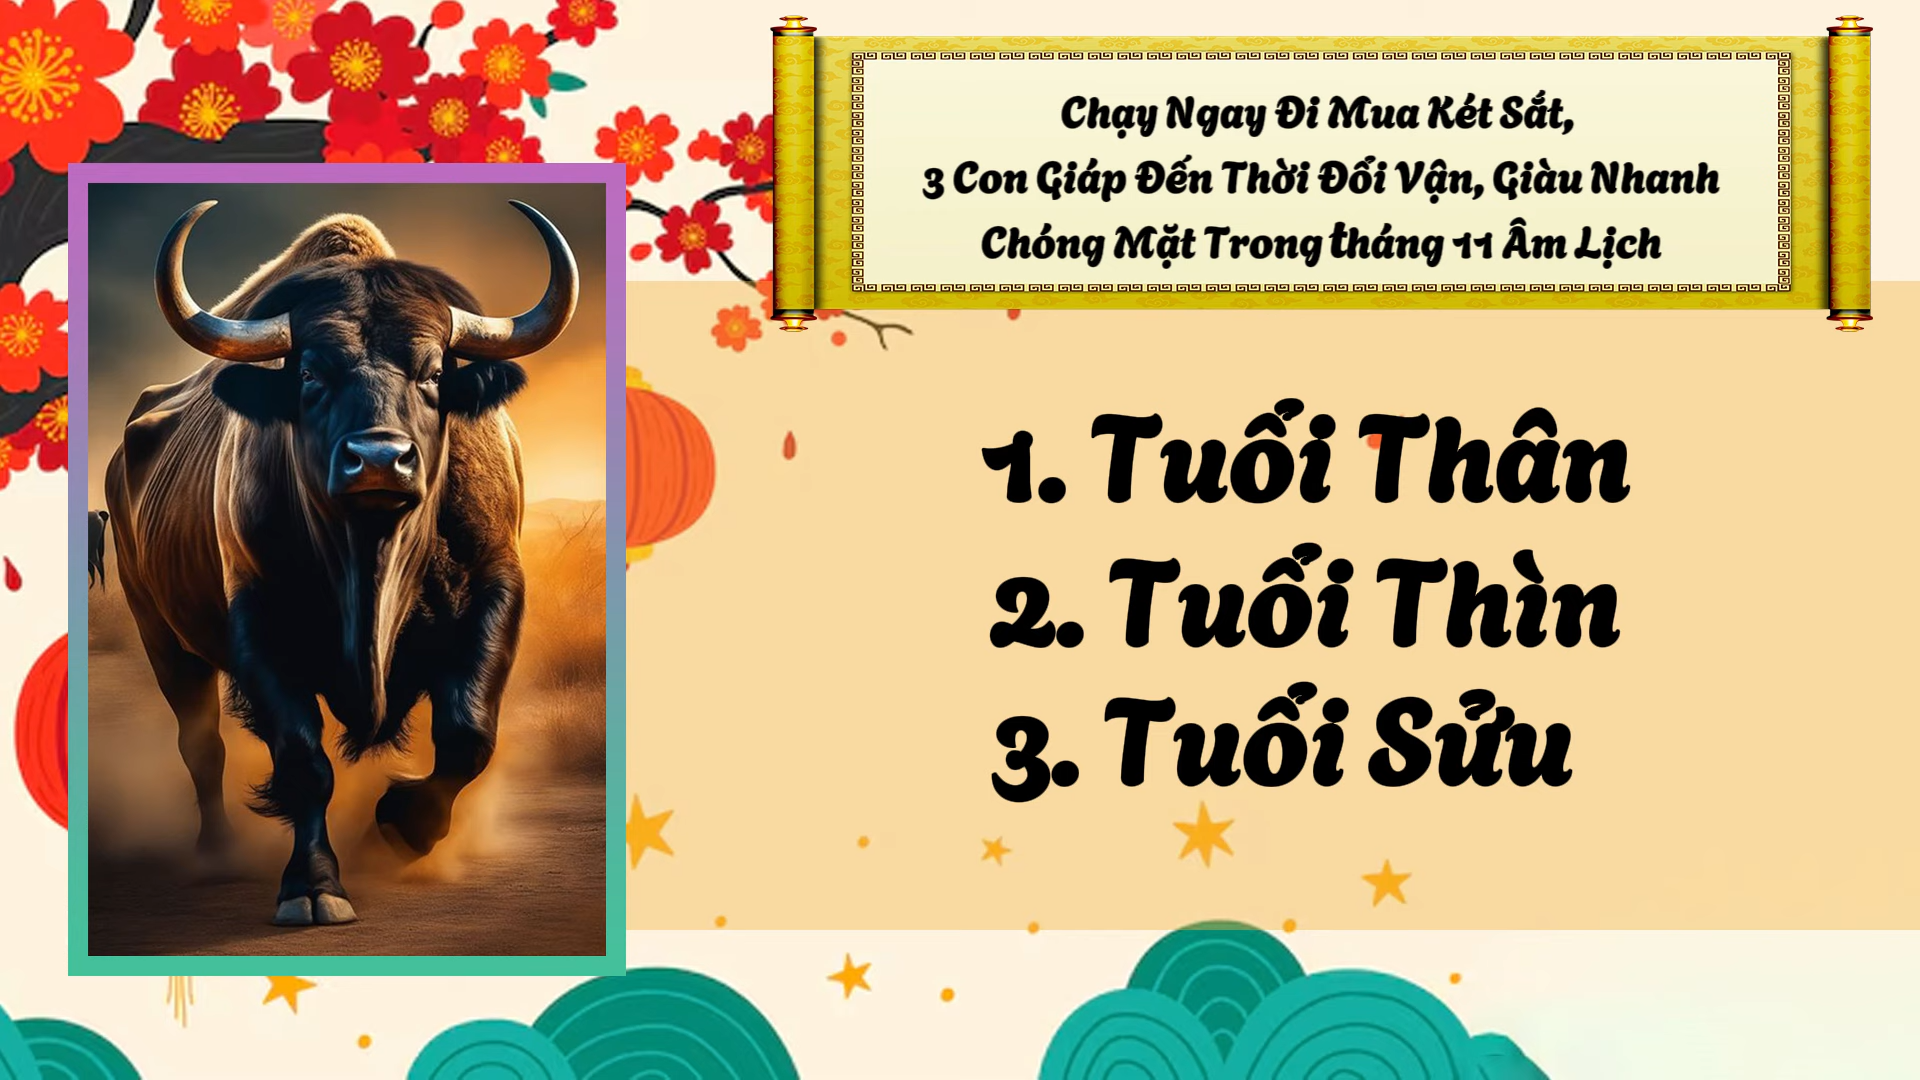 Chạy Ngay Đi Mua Két Sắt,
3 Con Giáp Đến Thời Đổi Vận, Giàu Nhanh
Chóng Mặt Trong tháng 11 Âm Lịch
1. Tuổi Thân
2. Tuổi Thìn
3. Tuổi Sửu